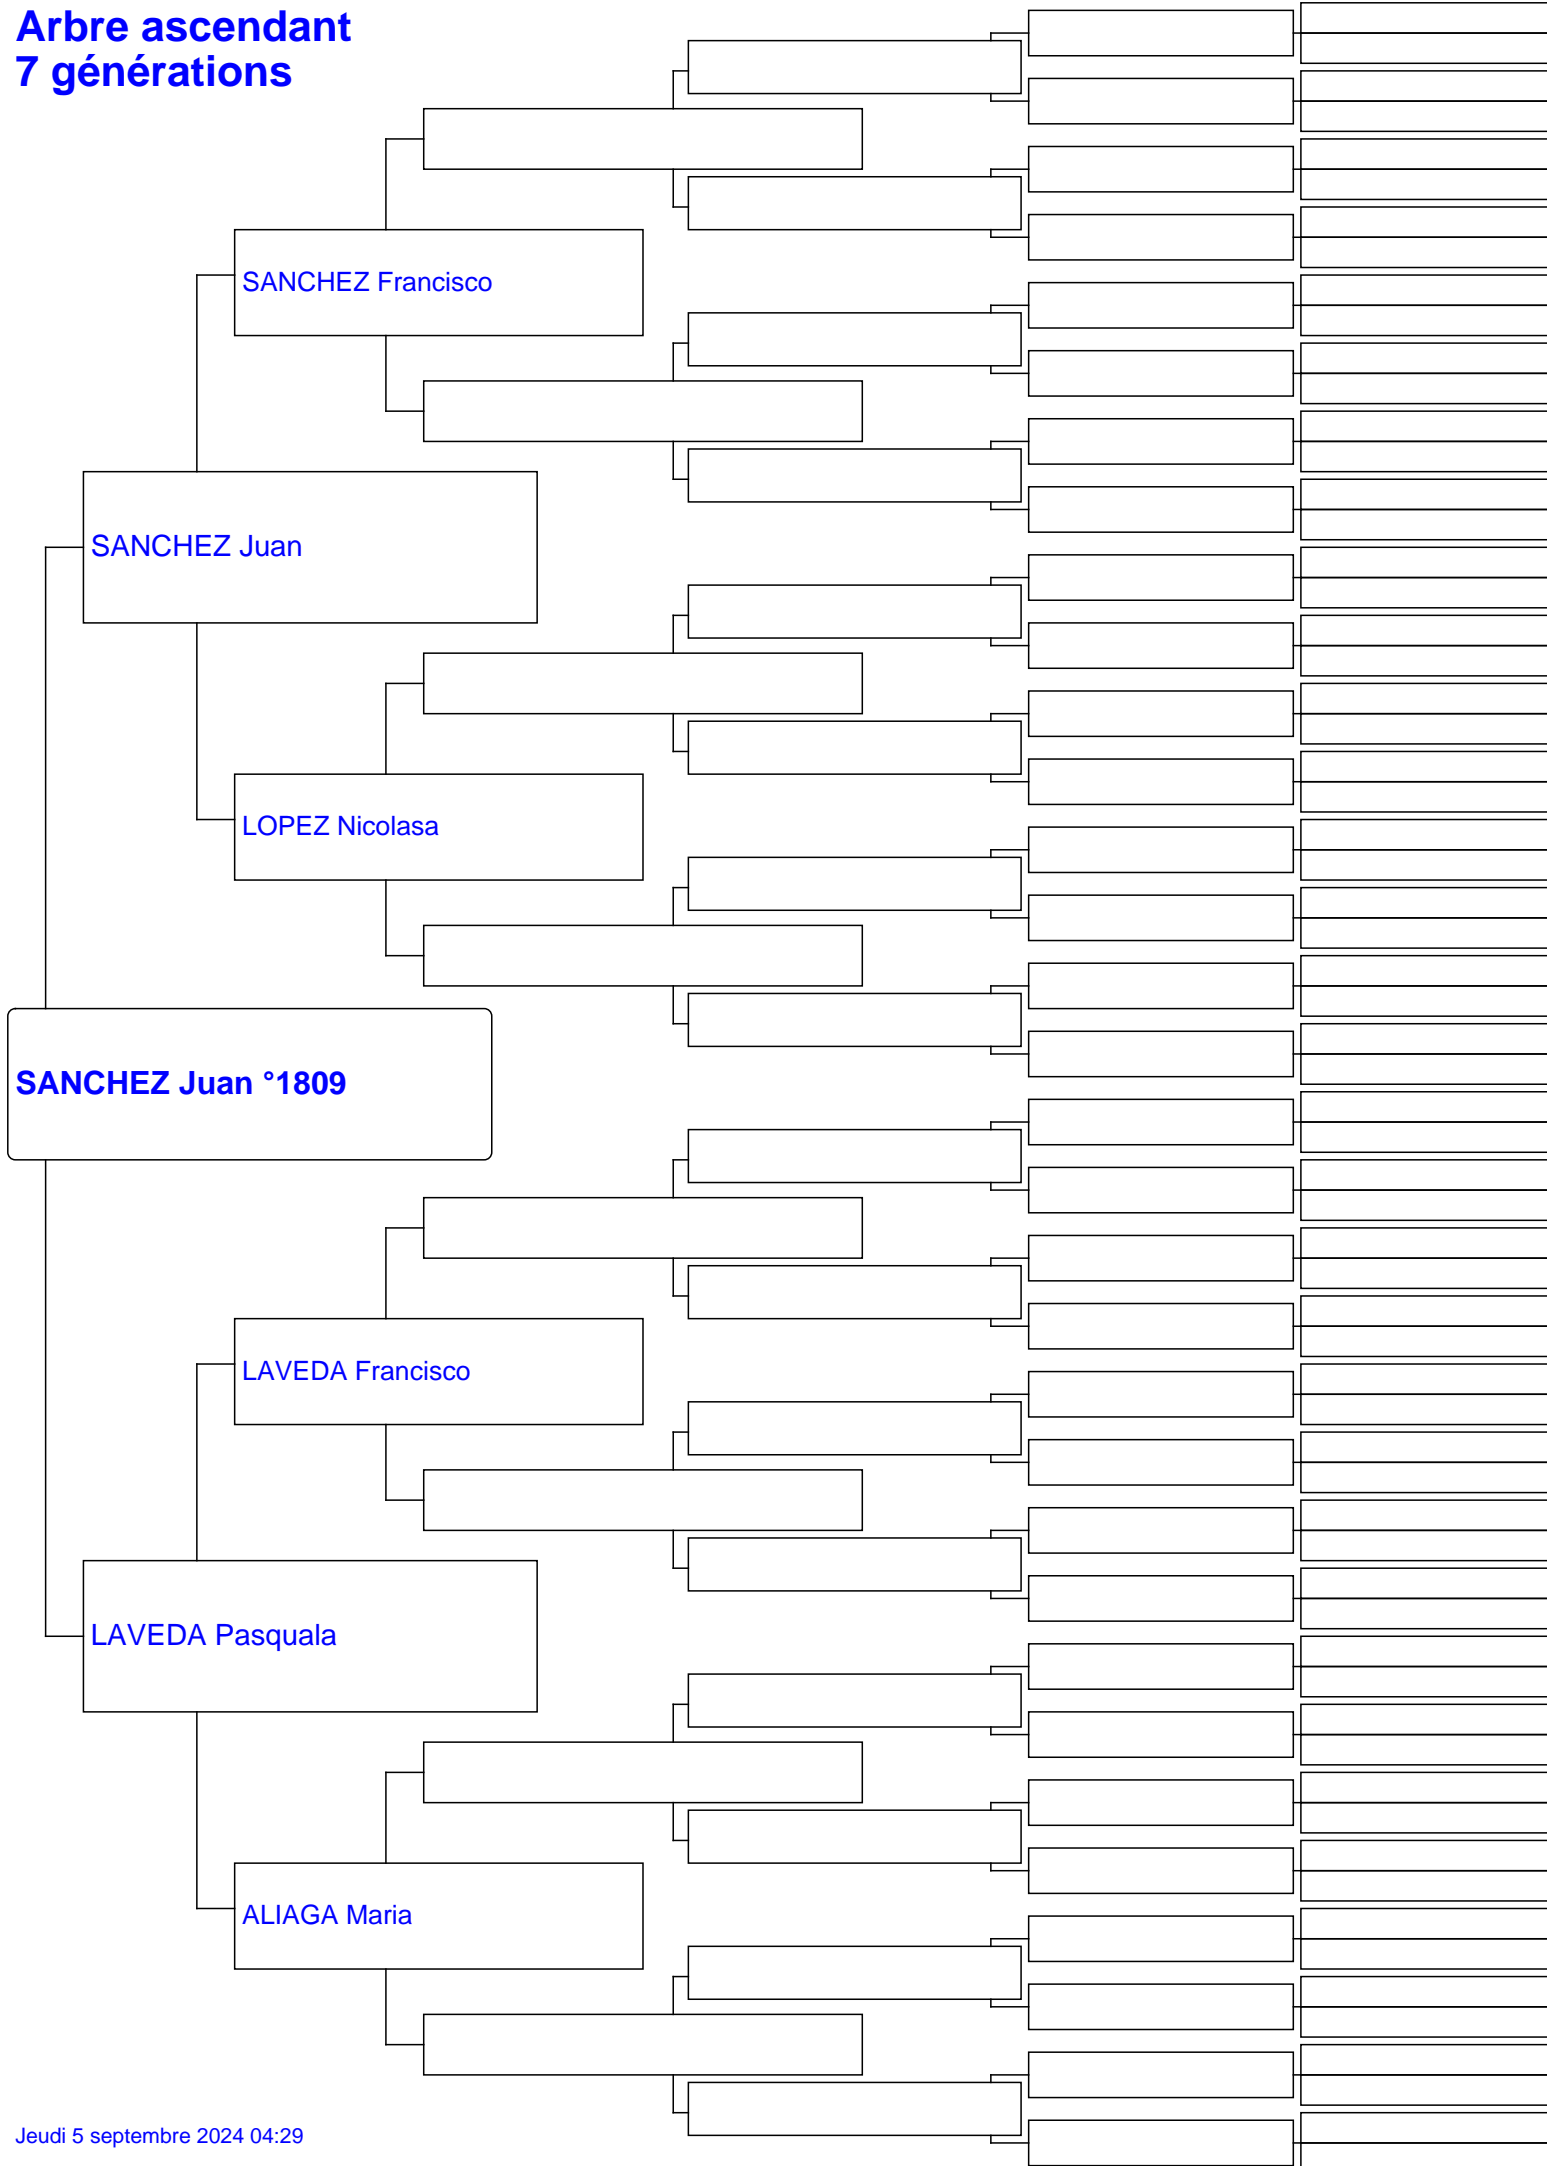 Arbre ascendant
7 générations
SANCHEZ Francisco
SANCHEZ Juan
LOPEZ Nicolasa
SANCHEZ Juan °1809
LAVEDA Francisco
LAVEDA Pasquala
ALIAGA Maria
Jeudi 5 septembre 2024 04:29